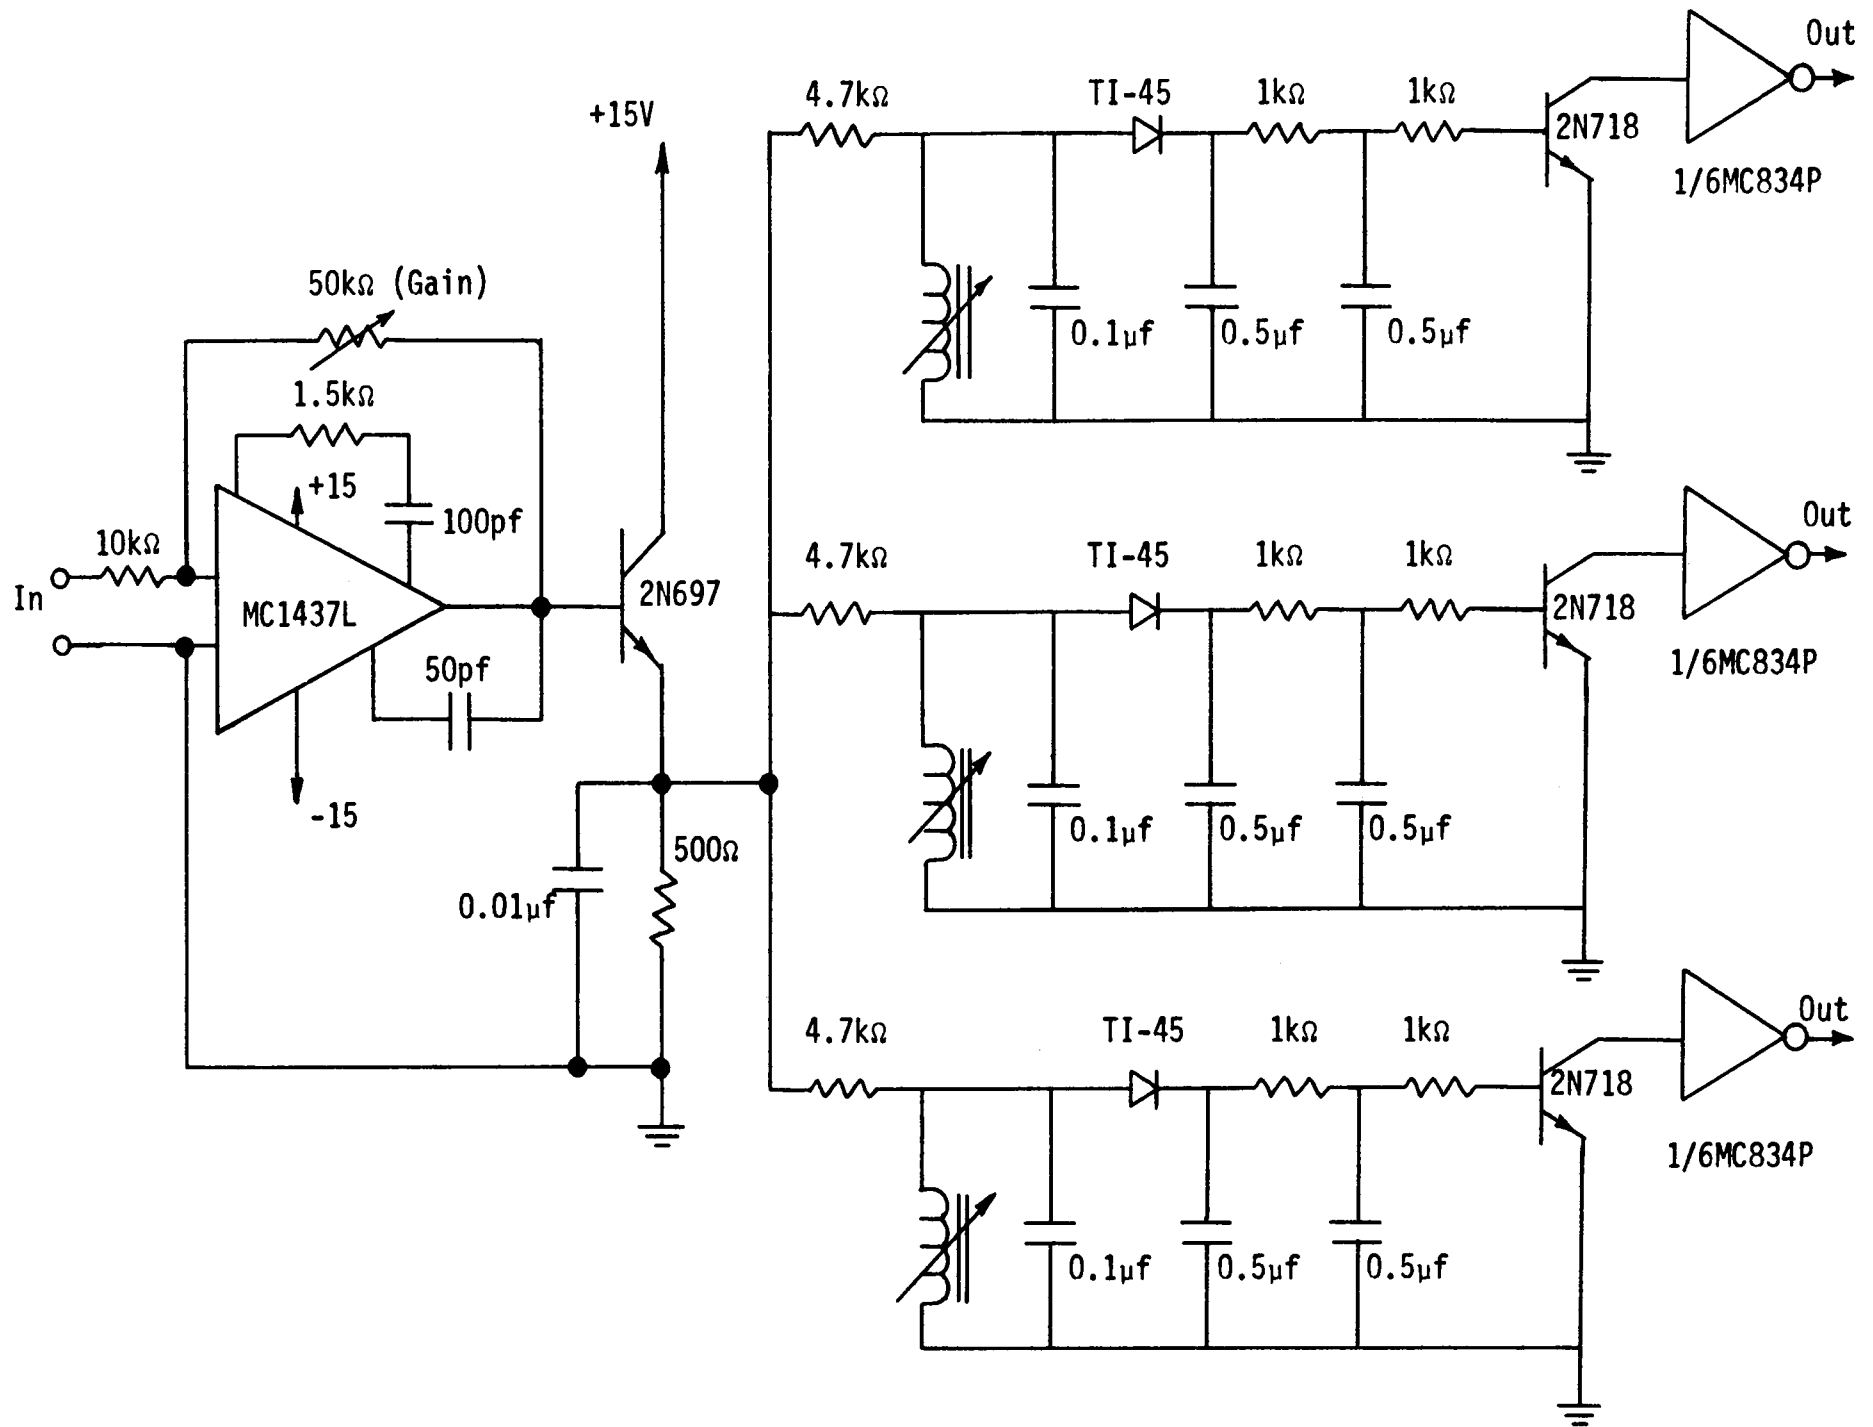 Out
+15V
4.7kΩ
TI-45
1kΩ
1kΩ
2N718
1/6MC834P
0.1µf
0.5µf
0.5µf
50kΩ (Gain)
1.5kΩ
+15
100pf
10kΩ
In
MC1437L
2N697
50pf
-15
500Ω
0.01µf
4.7kΩ
TI-45
1kΩ
1kΩ
Out
2N718
1/6MC834P
0.1µf
0.5µf
0.5µf
4.7kΩ
TI-45
1kΩ
1kΩ
Out
2N718
1/6MC834P
0.1µf
0.5µf
0.5µf